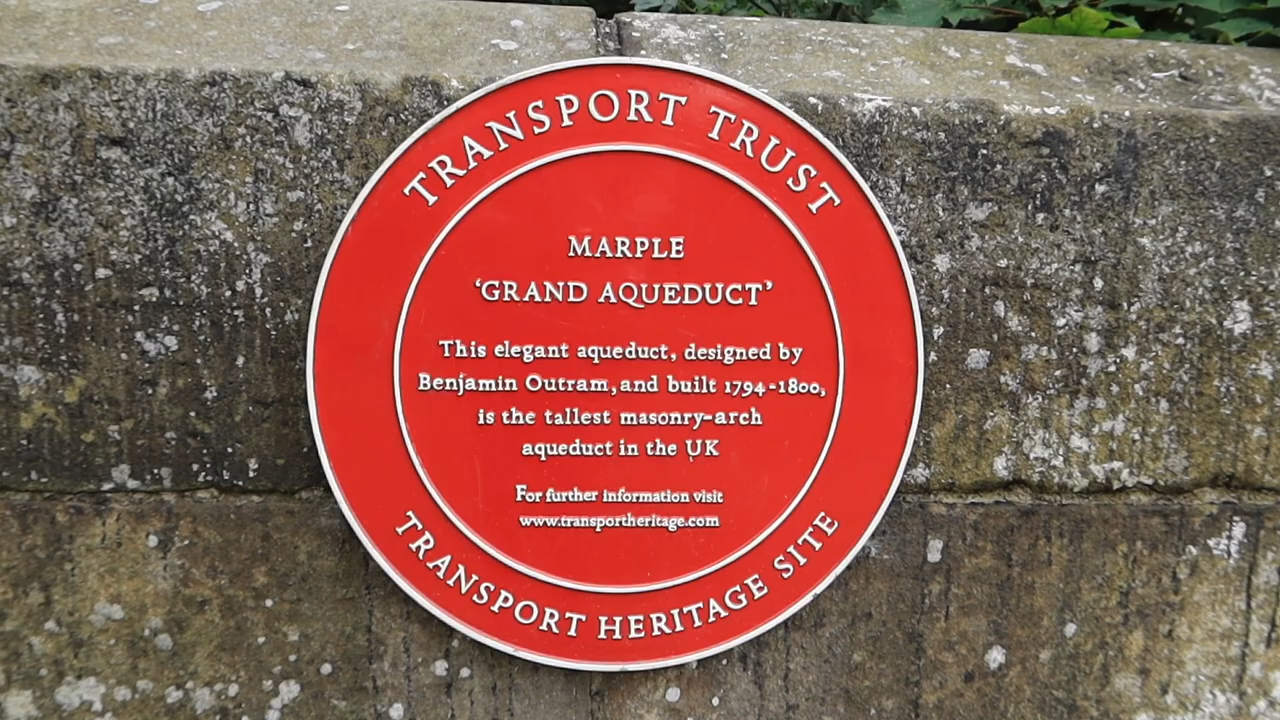 TRANSPORT TRUST
MARPLE
‘GRAND AQUEDUCT’
This elegant aqueduct, designed by
Benjamin Outram, and built 1794-1800,
is the tallest masonry-arch
aqueduct in the UK
For further information visit
www.transportheritage.com
TRANSPORT HERITAGE SITE